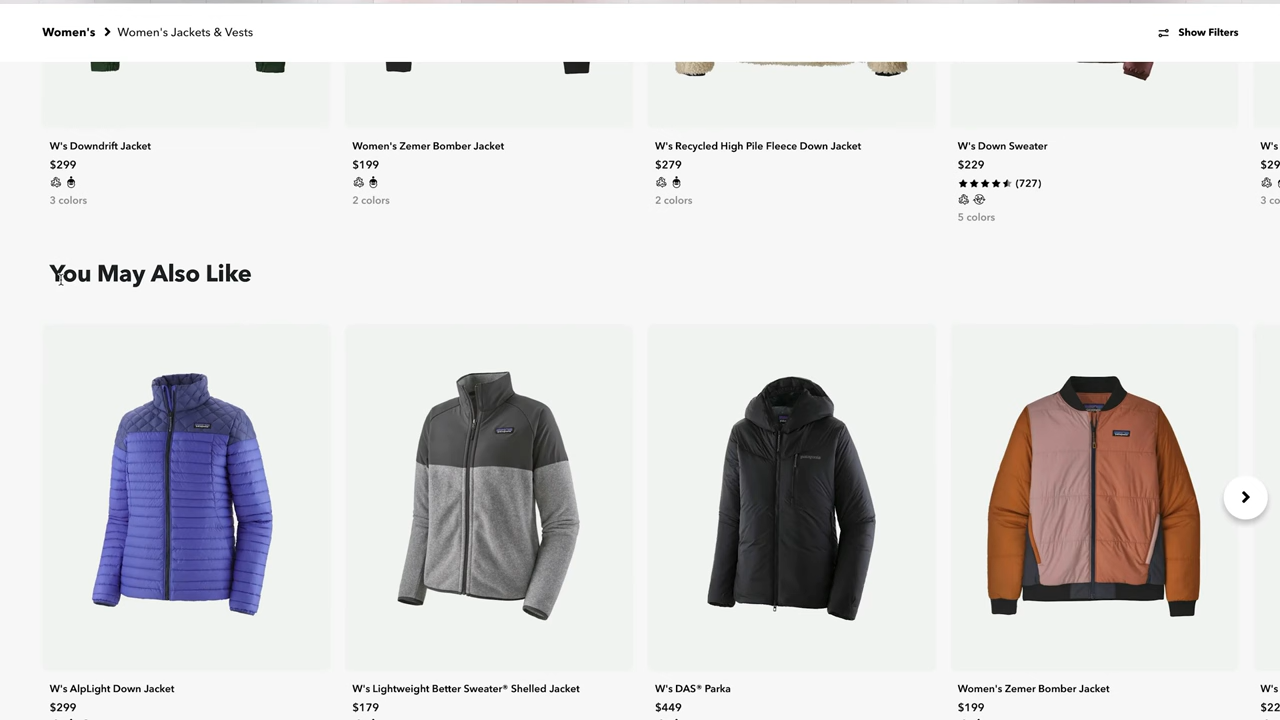 Women's Women's Jackets & Vests
Show Filters
W's Downdrift Jacket
$299
3 colors
Women's Zemer Bomber Jacket
$199
2 colors
W's Recycled High Pile Fleece Down Jacket
$279
2 colors
W's Down Sweater
$229
(727)
5 colors
W's
$29
3 co
You May Also Like
W's AlpLight Down Jacket
$299
W's Lightweight Better Sweater® Shelled Jacket
$179
patagonia
W's DAS® Parka
$449
Women's Zemer Bomber Jacket
$199
W's
$22